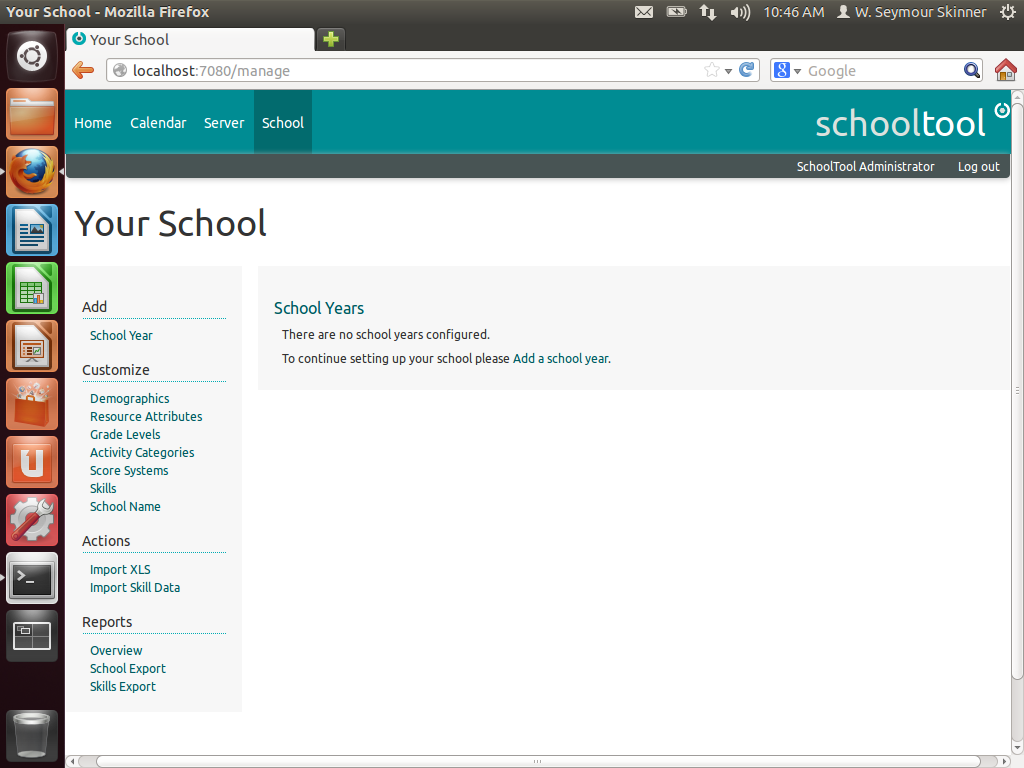 Your School - Mozilla Firefox
10:46 AM
W. Seymour Skinner
Your School
localhost:7080/manage
8
Google
Home
Calendar
Server
School
schooltool
SchoolTool Administrator
Log out
Your School
Add
School Year
Customize
Demographics
Resource Attributes
Grade Levels
Activity Categories
Score Systems
Skills
School Name
Actions
Import XLS
Import Skill Data
Reports
Overview
School Export
Skills Export
School Years
There are no school years configured.
To continue setting up your school please Add a school year.